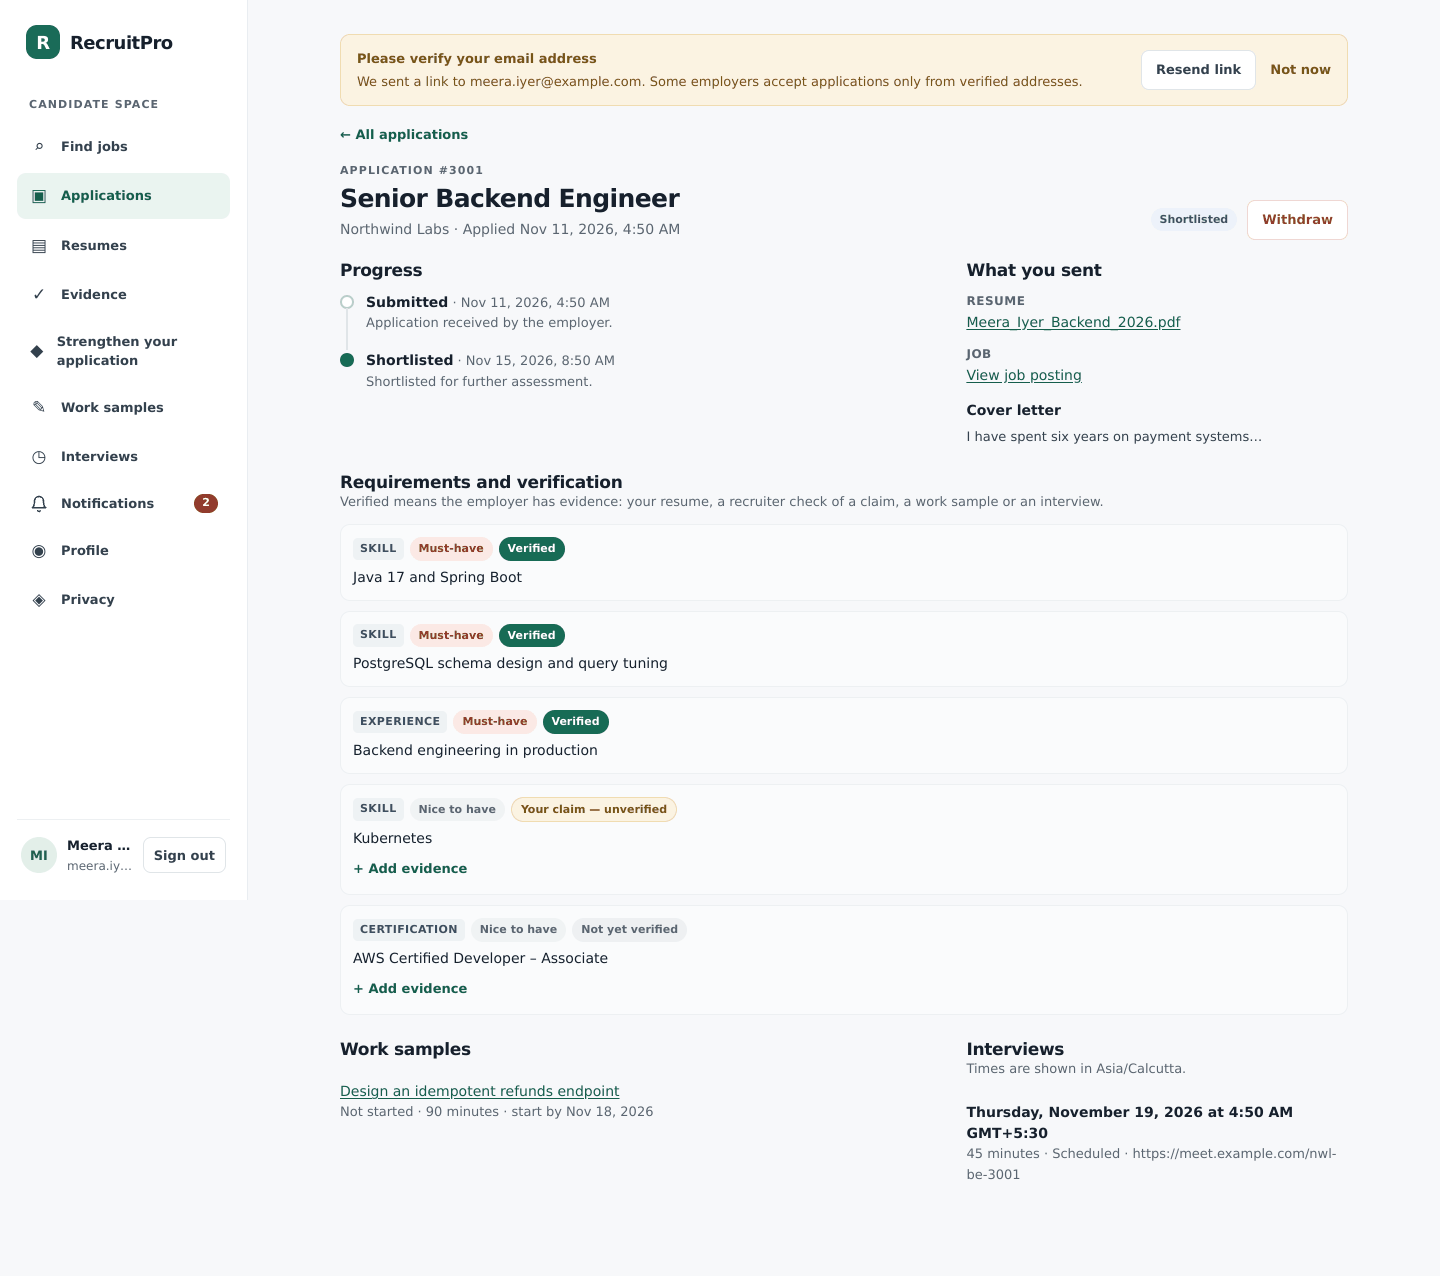 R RecruitPro
CANDIDATE SPACE
Find jobs
Applications
Resumes
Evidence
Strengthen your
application
Work samples
Interviews
Notifications 2
Profile
Privacy
MI
Meera ...
meera.iy...
Sign out
Please verify your email address
We sent a link to meera.iyer@example.com. Some employers accept applications only from verified addresses.
Resend link
Not now
← All applications
APPLICATION #3001
Senior Backend Engineer
Northwind Labs · Applied Nov 11, 2026, 4:50 AM
Shortlisted
Withdraw
Progress
Submitted · Nov 11, 2026, 4:50 AM
Application received by the employer.
Shortlisted · Nov 15, 2026, 8:50 AM
Shortlisted for further assessment.
What you sent
RESUME
Meera_Iyer_Backend_2026.pdf
JOB
View job posting
Cover letter
I have spent six years on payment systems...
Requirements and verification
Verified means the employer has evidence: your resume, a recruiter check of a claim, a work sample or an interview.
SKILL Must-have Verified
Java 17 and Spring Boot
SKILL Must-have Verified
PostgreSQL schema design and query tuning
EXPERIENCE Must-have Verified
Backend engineering in production
SKILL Nice to have Your claim — unverified
Kubernetes
+ Add evidence
CERTIFICATION Nice to have Not yet verified
AWS Certified Developer – Associate
+ Add evidence
Work samples
Design an idempotent refunds endpoint
Not started · 90 minutes · start by Nov 18, 2026
Interviews
Times are shown in Asia/Calcutta.
Thursday, November 19, 2026 at 4:50 AM
GMT+5:30
45 minutes · Scheduled · https://meet.example.com/nwl-
be-3001